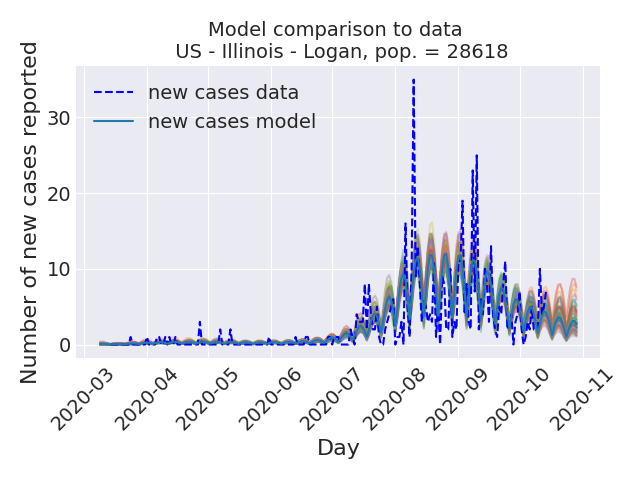 Model comparison to data
US - Illinois - Logan, pop. = 28618
Number of new cases reported
new cases data
new cases model
30
20
10
0
2020-03
2020-04
2020-05
2020-06
2020-07
2020-08
2020-09
2020-10
2020-11
Day